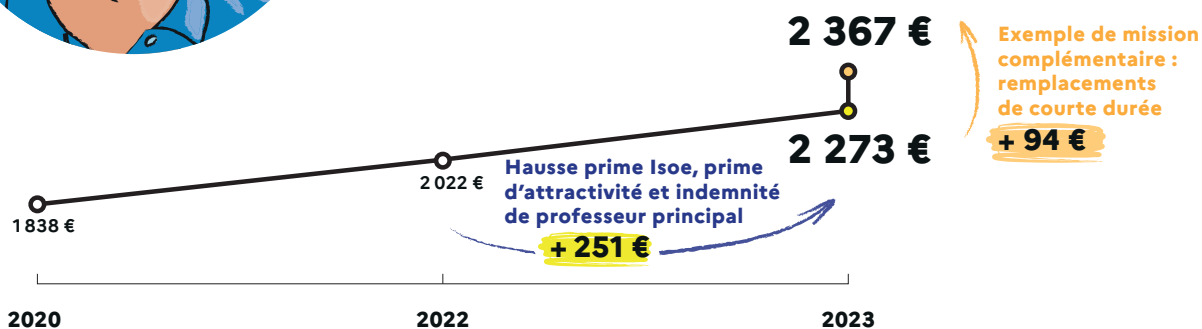 2 367 €
Exemple de mission
complémentaire :
remplacements
de courte durée
+ 94 €
2 273 €
2 022 €
Hausse prime Isoe, prime
d’attractivité et indemnité
de professeur principal
+ 251 €
1 838 €
2020
2022
2023